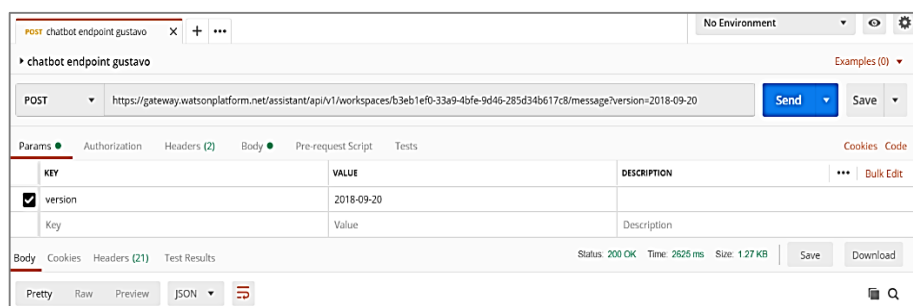 No Environment
POST chatbot endpoint gustavo
chatbot endpoint gustavo Examples (0)
POST https://gateway.watsonplatform.net/assistant/api/v1/workspaces/b3eb1ef0-33a9-4bfe-9d46-285d34b617c8/message?version=2018-09-20 Send Save
Params Authorization Headers (2) Body Pre-request Script Tests Cookies Code
KEY VALUE DESCRIPTION Bulk Edit
version 2018-09-20
Key Value Description
Body Cookies Headers (21) Test Results Status: 200 OK Time: 2625 ms Size: 1.27 KB Save Download
Pretty Raw Preview JSON